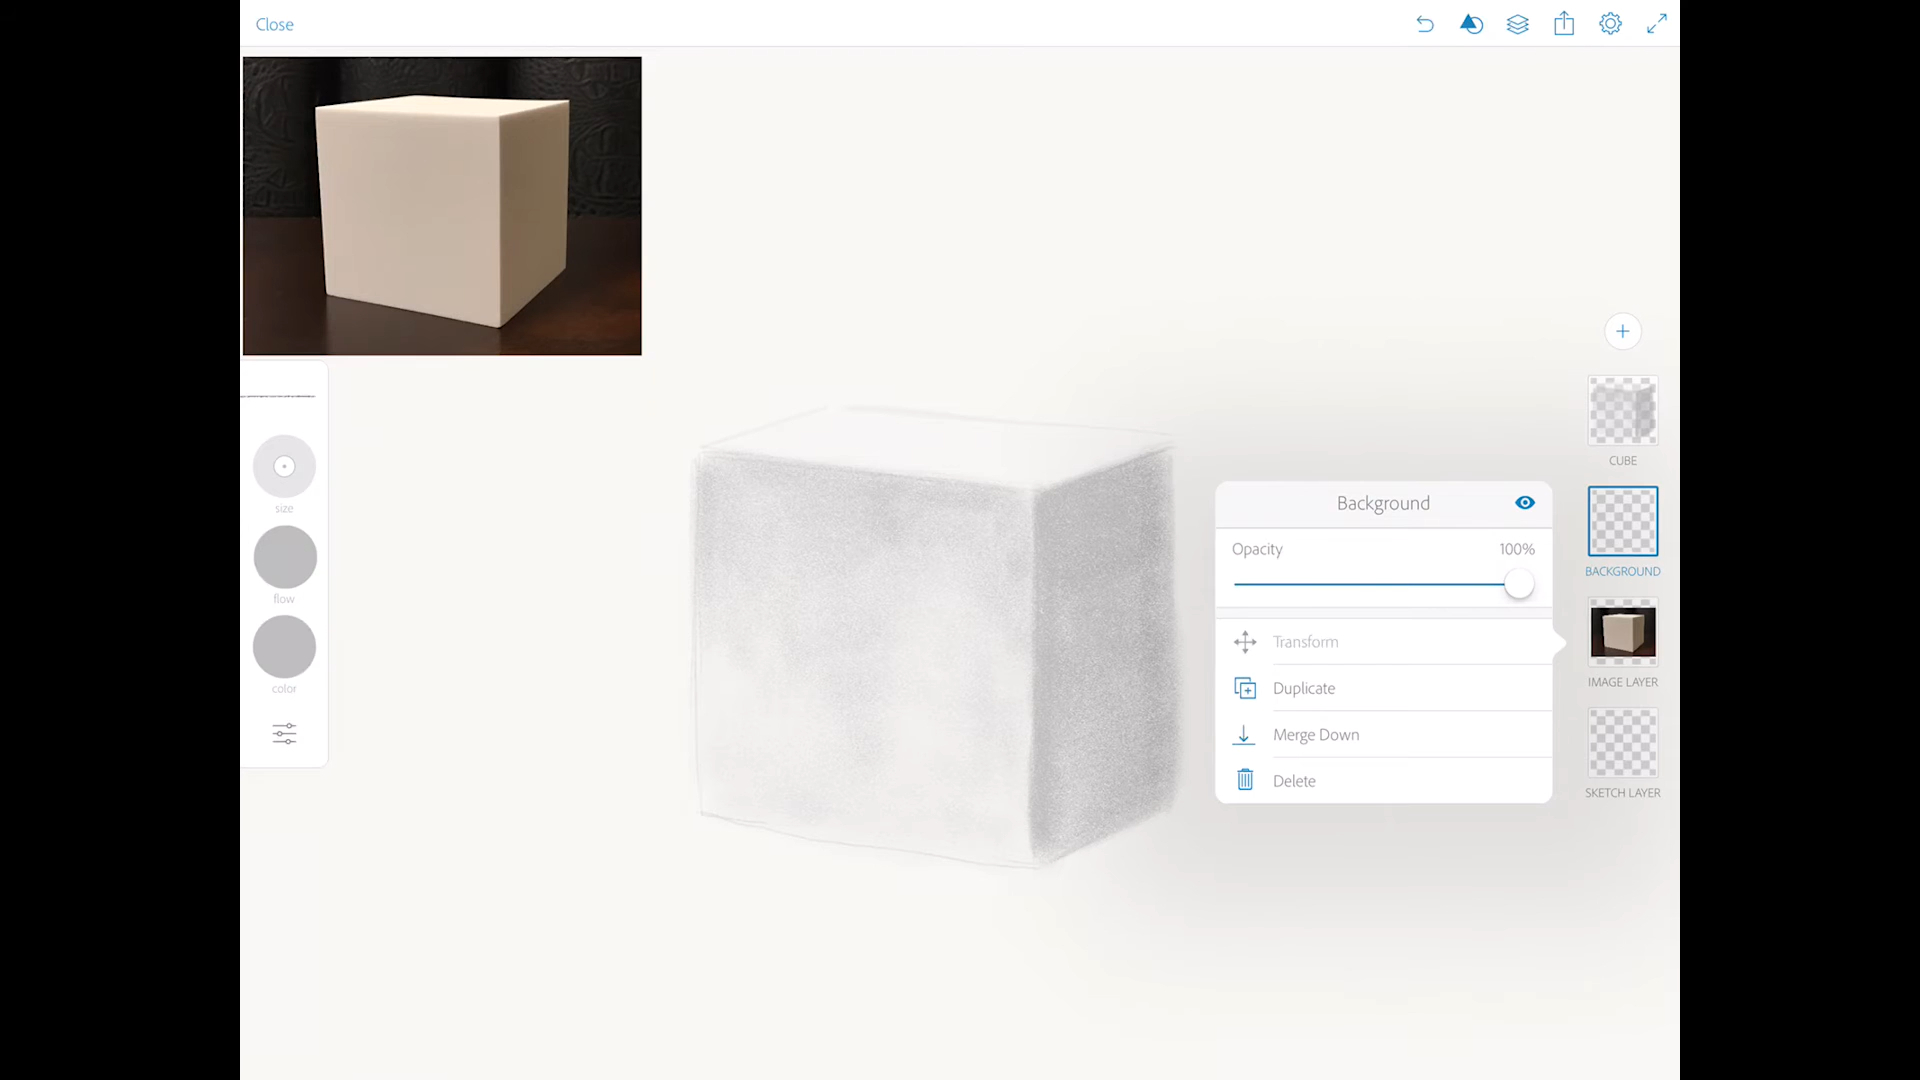 Close
size
flow
color
Background
Opacity 100%
Transform
Duplicate
Merge Down
Delete
CUBE
BACKGROUND
IMAGE LAYER
SKETCH LAYER